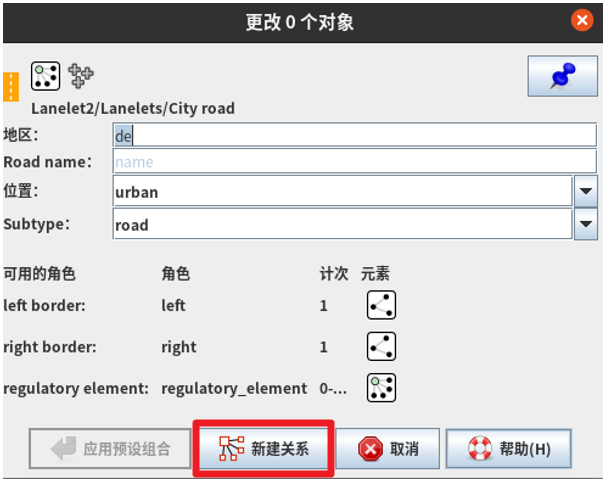 更改 0 个对象
Lanelet2/Lanelets/City road
地区： de
Road name： name
位置： urban
Subtype： road
可用的角色 角色 计次 元素
left border: left 1
right border: right 1
regulatory element: regulatory_element 0-...
应用预设组合 新建关系 取消 帮助(H)